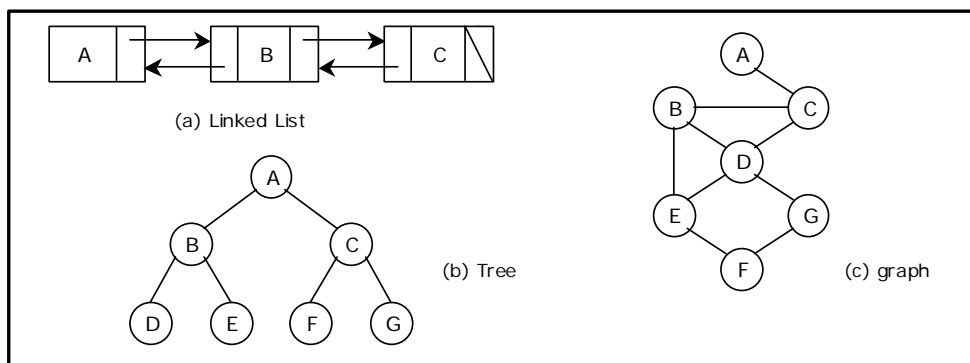 A B C
(a) Linked List
A
B C
D E F G
(b) Tree
A
B C
D
E G
F
(c) graph